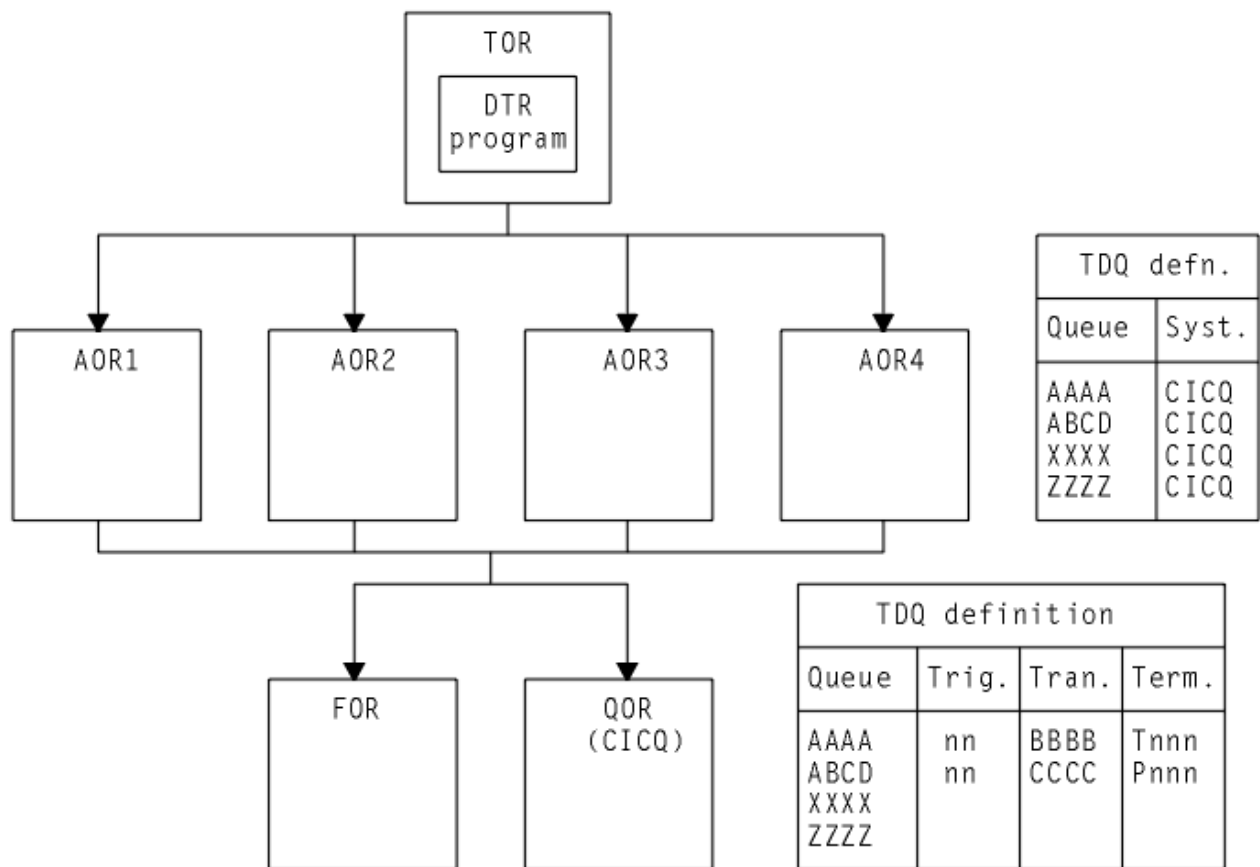 TOR
DTR
program
AOR1 AOR2 AOR3 AOR4
TDQ defn.
Queue Syst.
AAAA CICQ
ABCD CICQ
XXXX CICQ
ZZZZ CICQ
FOR
QOR
(CICQ)
TDQ definition
Queue Trig. Tran. Term.
AAAA nn BBBB Tnnn
ABCD nn CCCC Pnnn
XXXX
ZZZZ